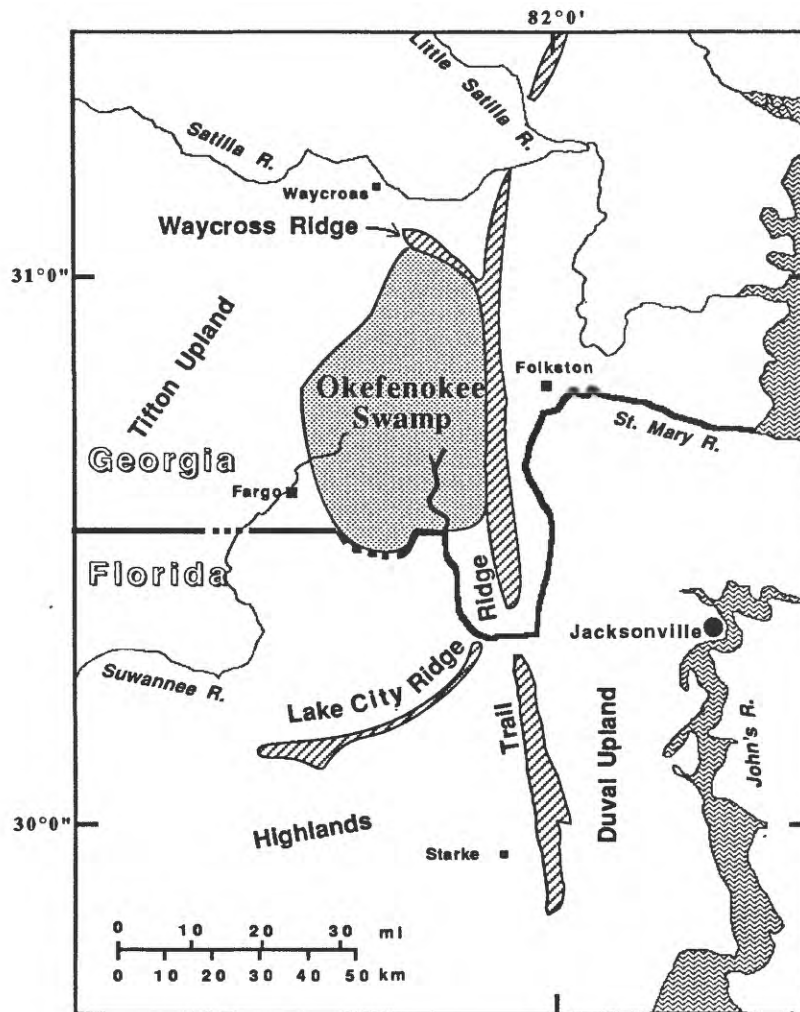 82°0'
Little Satilla R.
Satilla R.
Waycross
Waycross Ridge
31°0"
Tifton Upland
Folkston
Okefenokee
Swamp
St. Mary R.
Georgia
Fargo
Florida
Ridge
Jacksonville
Suwannee R.
Lake City Ridge
Trail
Duval Upland
John's R.
30°0"
Highlands
Starke
0 10 20 30 mi
0 10 20 30 40 50 km